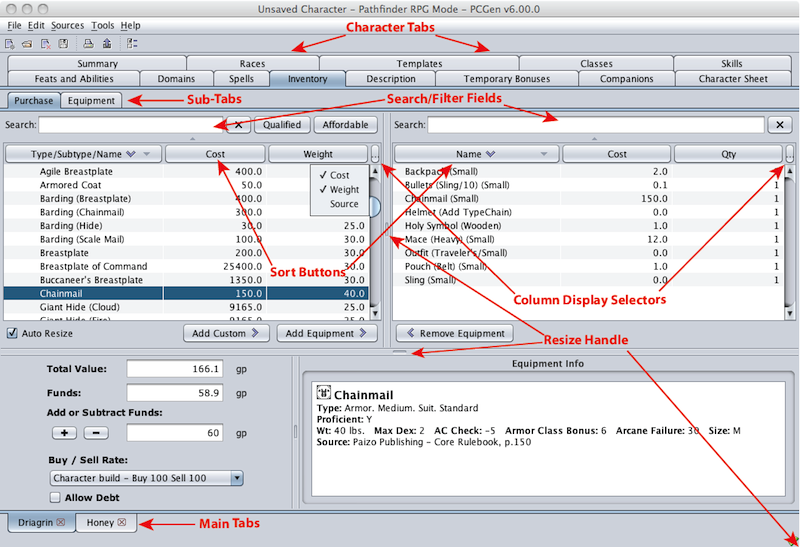 Unsaved Character – Pathfinder RPG Mode – PCGen v6.00.0
File Edit Sources Tools Help
Character Tabs
Summary Races Templates Classes Skills
Feats and Abilities Domains Spells Inventory Description Temporary Bonuses Companions Character Sheet
Purchase Equipment Sub-Tabs Search/Filter Fields
Search: Qualified Affordable Search:
Type/Subtype/Name Cost Weight Name Cost Qty
Agile Breastplate 400.0 Cost Backpack (Small) 2.0
Armored Coat 50.0 Weight Bullets (Sling/10) (Small) 0.1 1
Barding (Breastplate) 400.0 Source Chainmail (Small) 150.0 1
Barding (Chainmail) 300.0 Helmet (Add TypeChain) 0.0 1
Barding (Hide) 30.0 25.0 Holy Symbol (Wooden) 1.0 1
Barding (Scale Mail) 100.0 30.0 Mace (Heavy) (Small) 12.0 1
Breastplate 200.0 30.0 Outfit (Traveler's/Small) 0.0 1
Breastplate of Command 25400.0 30.0 Pouch (Belt) (Small) 1.0 1
Buccaneer's Breastplate 1350.0 30.0 Sling (Small) 0.0 1
Sort Buttons
Chainmail 150.0 40.0
Column Display Selectors
Giant Hide (Cloud) 9165.0 25.0
Giant Hide (Fire) 9165.0 25.0
Auto Resize Add Custom Add Equipment Remove Equipment Resize Handle
Total Value: 166.1 gp
Funds: 58.9 gp
Add or Subtract Funds:
60 gp
Buy / Sell Rate:
Character build – Buy 100 Sell 100
Allow Debt
Equipment Info
Chainmail
Type: Armor. Medium. Suit. Standard
Proficient: Y
Wt: 40 lbs. Max Dex: 2 AC Check: -5 Armor Class Bonus: 6 Arcane Failure: 30 Size: M
Source: Paizo Publishing – Core Rulebook, p.150
Diagrin Honey Main Tabs